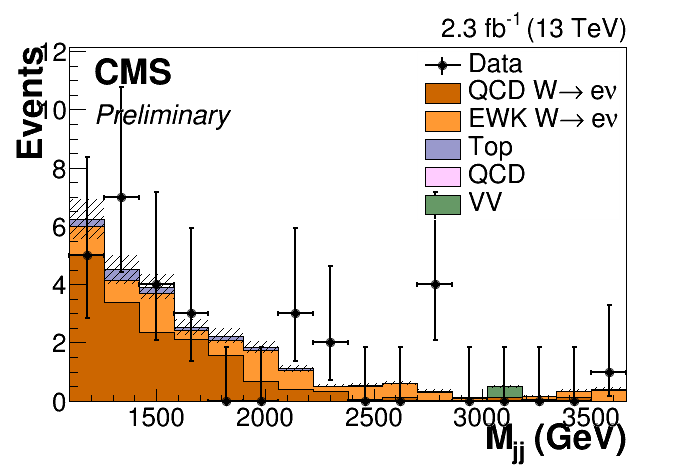 2.3 fb⁻¹ (13 TeV)
CMS
Preliminary
Data
QCD W→ eν
EWK W→ eν
Top
QCD
VV
Events
12
10
8
6
4
2
0
1500 2000 2500 3000 3500
Mjj (GeV)